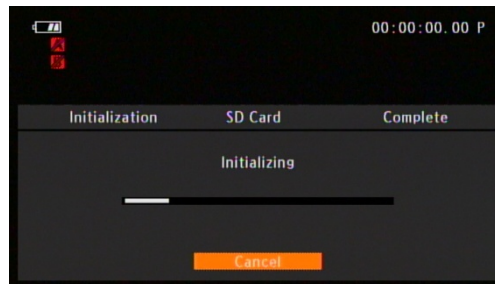 00:00:00.00 P
A
B
Initialization SD Card Complete
Initializing
Cancel